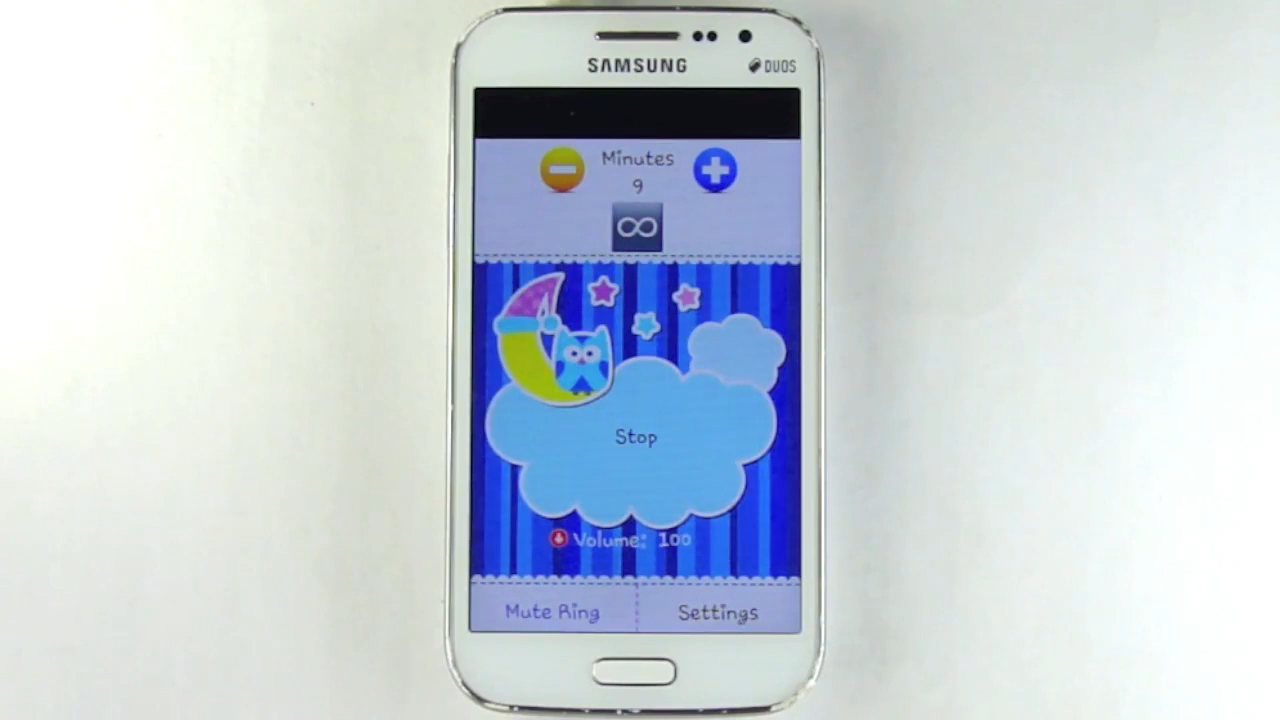 SAMSUNG
DUOS
Minutes
9
Stop
Volume: 100
Mute Ring
Settings